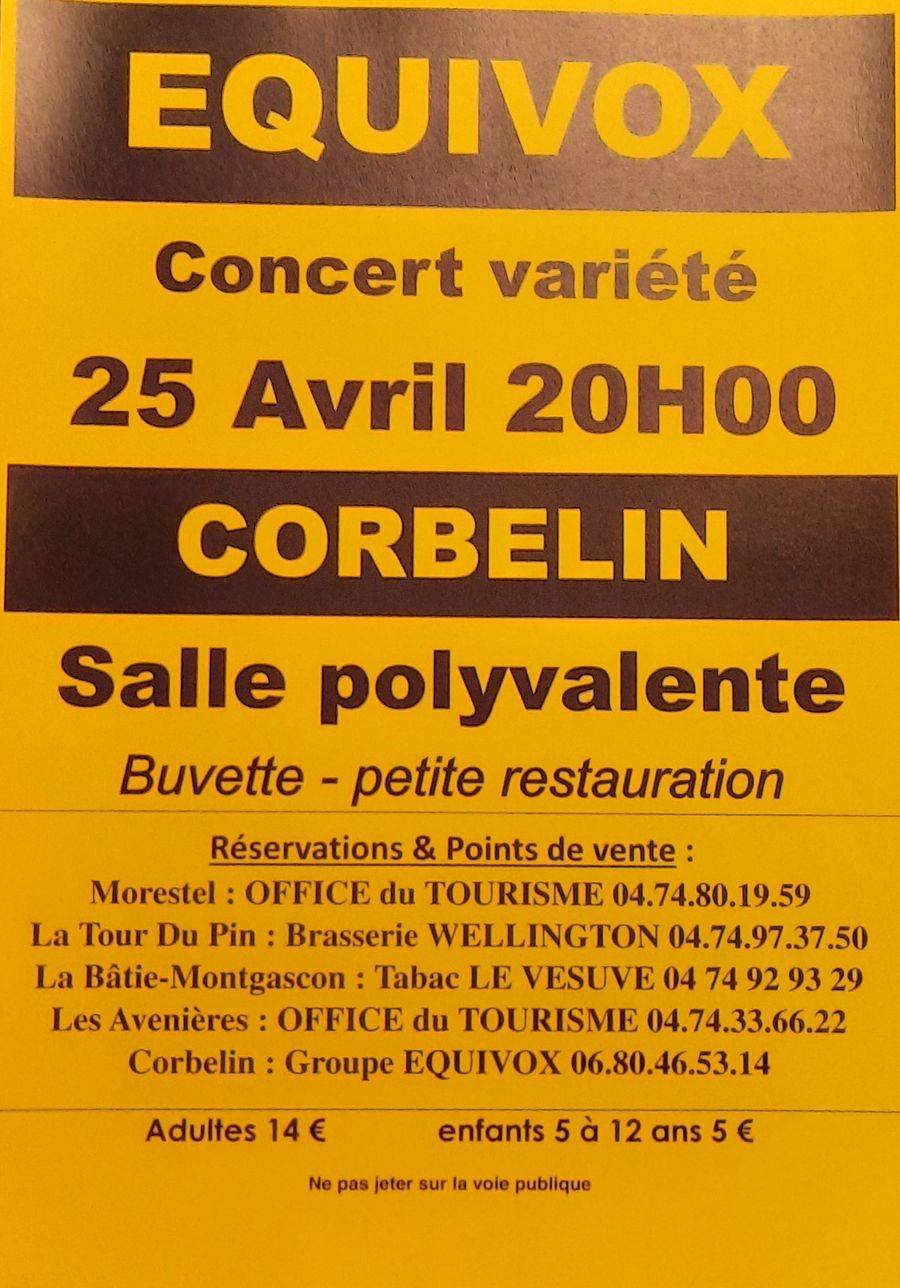 EQUIVOX
Concert variété
25 Avril 20H00
CORBELIN
Salle polyvalente
Buvette - petite restauration
Réservations & Points de vente :
Morestel : OFFICE du TOURISME 04.74.80.19.59
La Tour Du Pin : Brasserie WELLINGTON 04.74.97.37.50
La Bâtie-Montgascon : Tabac LE VESUVE 04 74 92 93 29
Les Avenières : OFFICE du TOURISME 04.74.33.66.22
Corbelin : Groupe EQUIVOX 06.80.46.53.14
Adultes 14 € enfants 5 à 12 ans 5 €
Ne pas jeter sur la voie publique